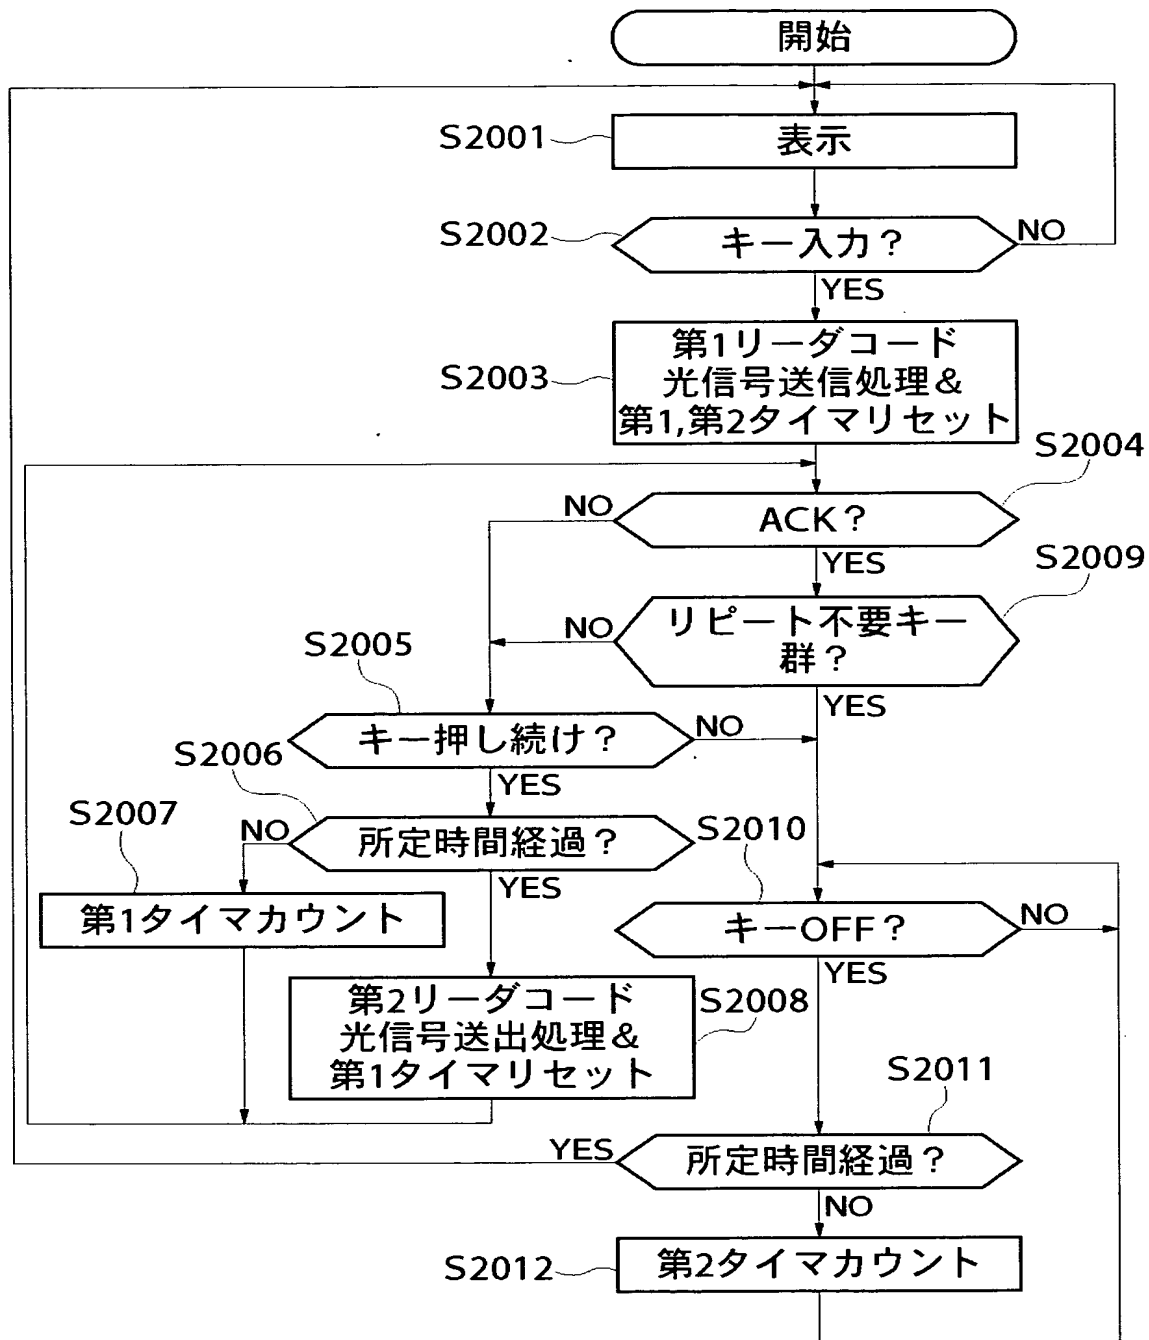 開始
S2001
表示
S2002
キー入力?
NO
YES
S2003
第1リーダコード
光信号送信処理&
第1,第2タイマリセット
S2004
NO
ACK?
YES
S2009
NO
リピート不要キー
群?
YES
S2005
キー押し続け?
NO
YES
S2006
所定時間経過?
NO
YES
S2007
第1タイマカウント
S2010
キーOFF?
NO
YES
第2リーダコード
光信号送出処理&
第1タイマリセット
S2008
S2011
YES
所定時間経過?
NO
S2012
第2タイマカウント